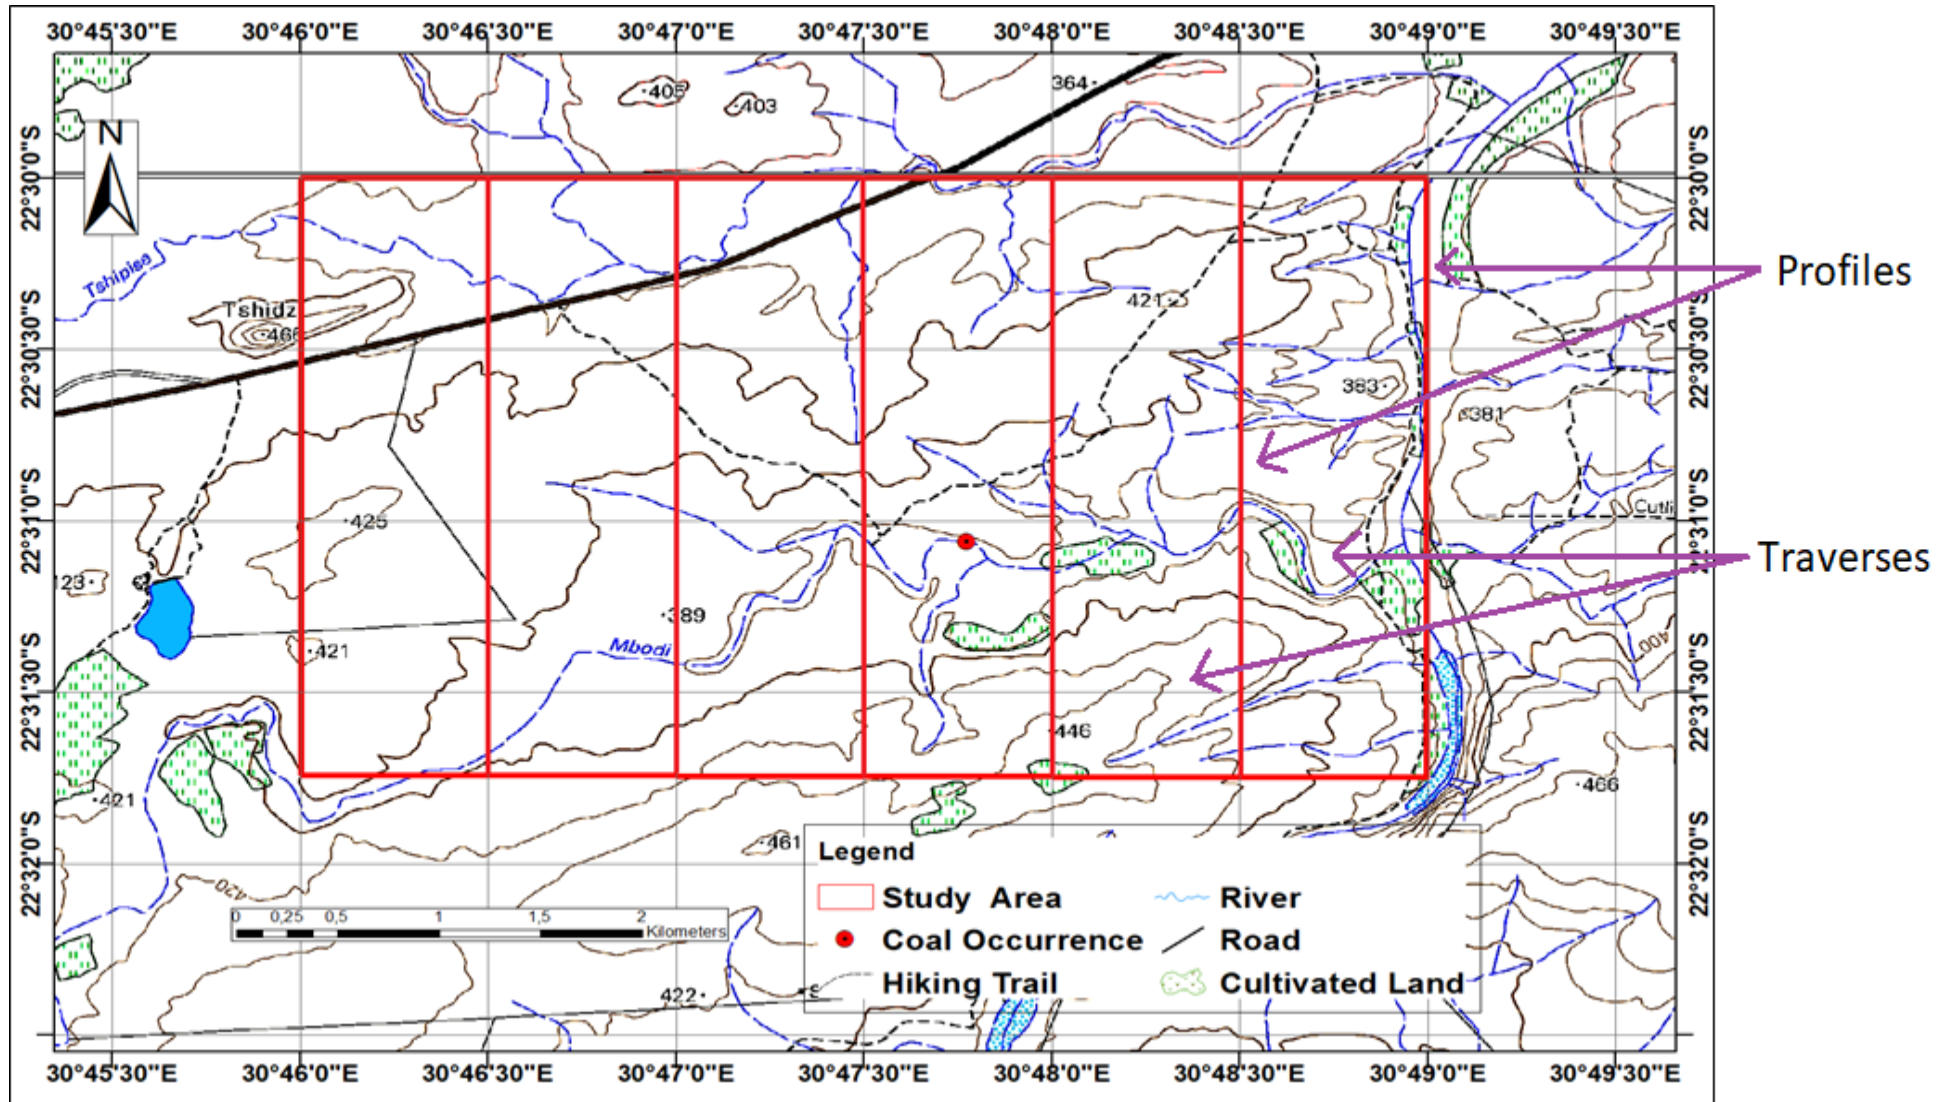 30°45'30"E 30°46'0"E 30°46'30"E 30°47'0"E 30°47'30"E 30°48'0"E 30°48'30"E 30°49'0"E 30°49'30"E
N
22°30'0"S
22°30'30"S
22°31'0"S
22°31'30"S
22°32'0"S
405
403
364
Tshipise
Tshidz
466
421
383
381
425
Cutli
123
389
421
Mbodi
400
446
421
466
461
420
422
Profiles
Traverses
22°30'0"S
22°30'30"S
22°31'0"S
22°31'30"S
22°32'0"S
0 0,25 0,5 1 1,5 2
Kilometers
Legend
Study Area
River
Coal Occurrence
Road
Hiking Trail
Cultivated Land
30°45'30"E 30°46'0"E 30°46'30"E 30°47'0"E 30°47'30"E 30°48'0"E 30°48'30"E 30°49'0"E 30°49'30"E